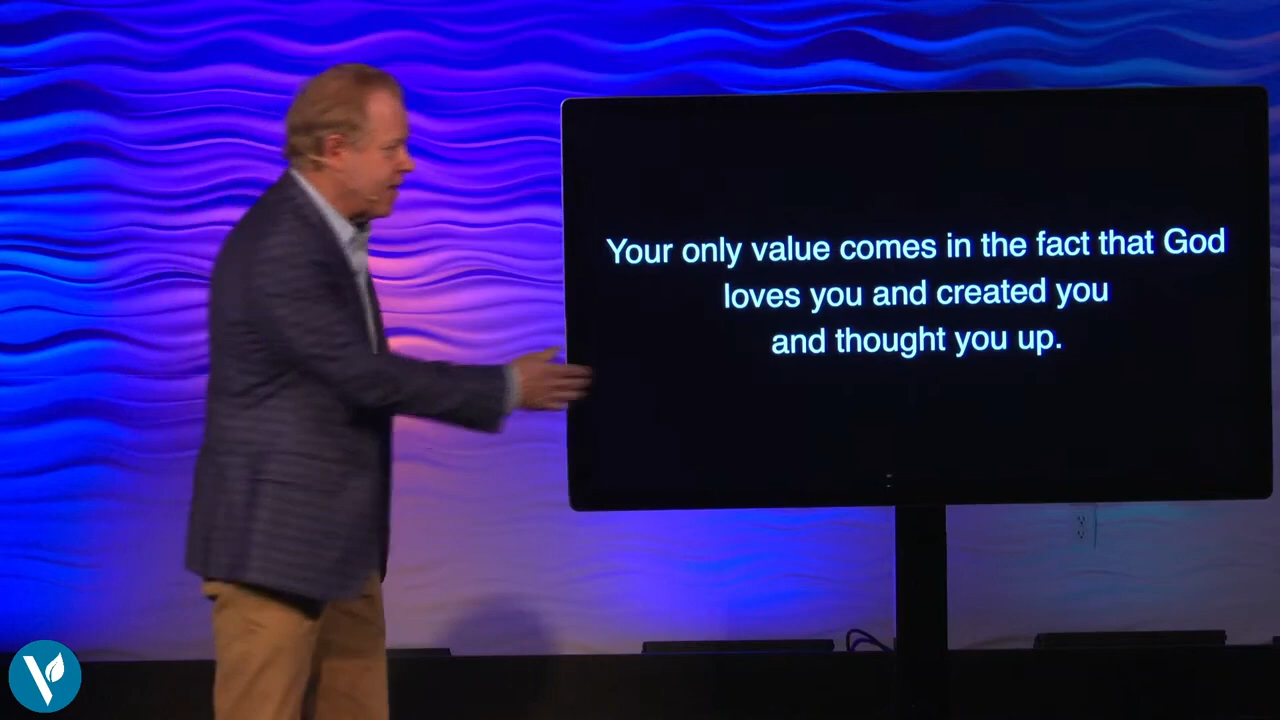 Your only value comes in the fact that God
loves you and created you
and thought you up.